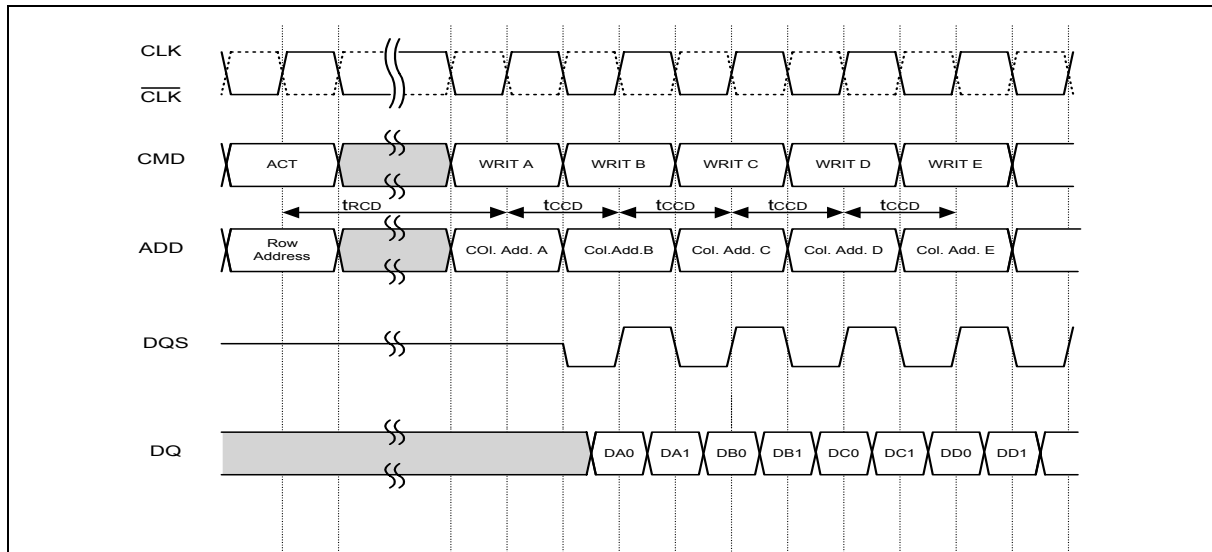 CLK
CLK
CMD
ACT
WRIT A
WRIT B
WRIT C
WRIT D
WRIT E
tRCD
tCCD
tCCD
tCCD
tCCD
ADD
Row
Address
COl. Add. A
Col.Add.B
Col. Add. C
Col. Add. D
Col. Add. E
DQS
DQ
DA0
DA1
DB0
DB1
DC0
DC1
DD0
DD1